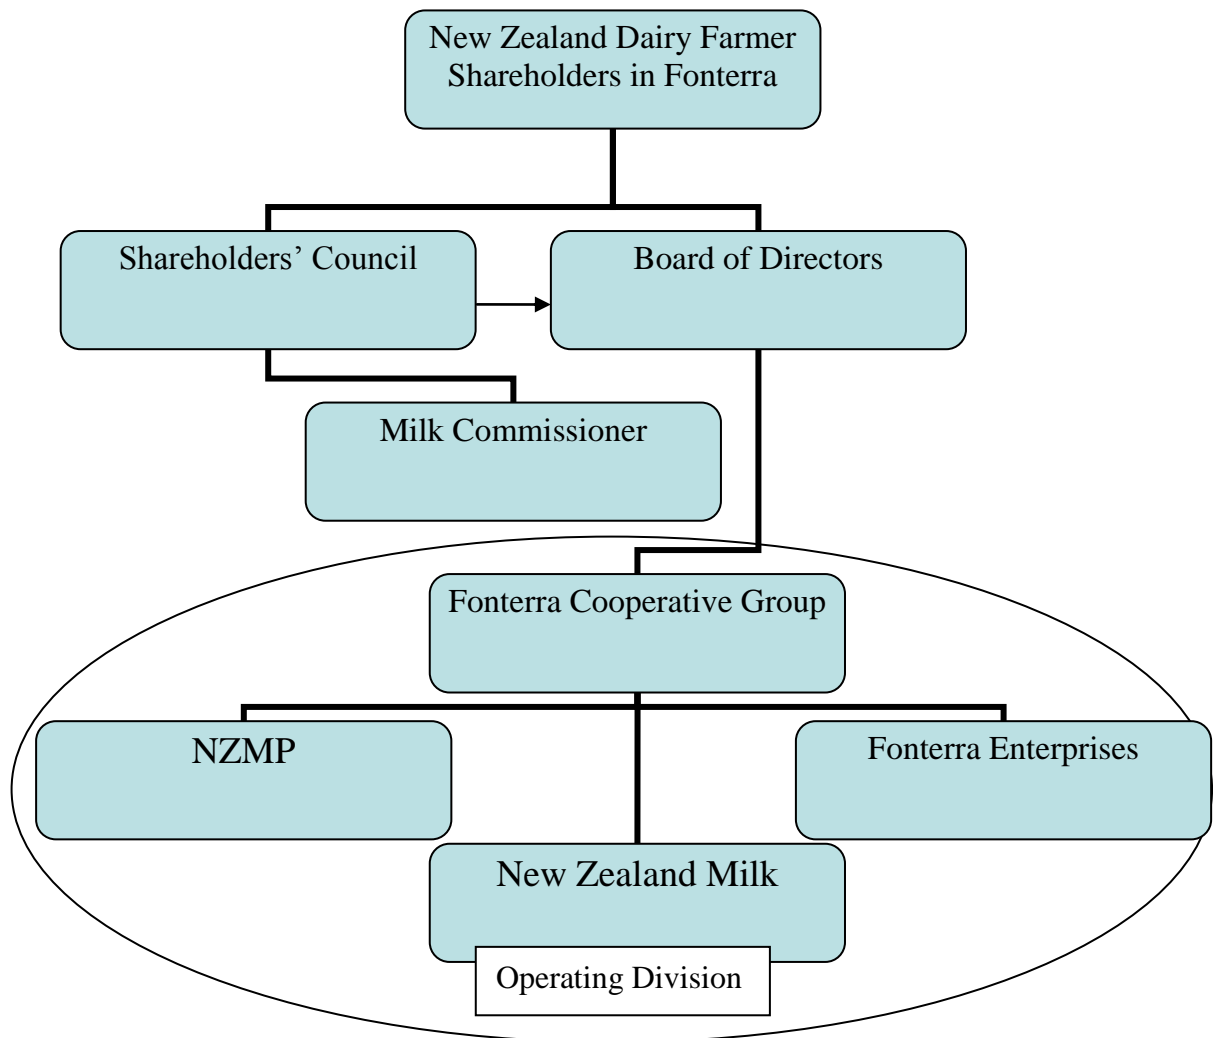 New Zealand Dairy Farmer
Shareholders in Fonterra
Shareholders’ Council
Board of Directors
Milk Commissioner
Fonterra Cooperative Group
NZMP
Fonterra Enterprises
New Zealand Milk
Operating Division